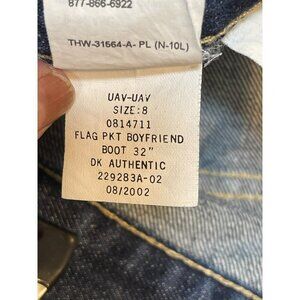 877-866-6922
THW-31664-A- PL (N-10L)
UAV-UAV
SIZE:8
0814711
FLAG PKT BOYFRIEND
BOOT 32"
DK AUTHENTIC
229283A-02
08/2002